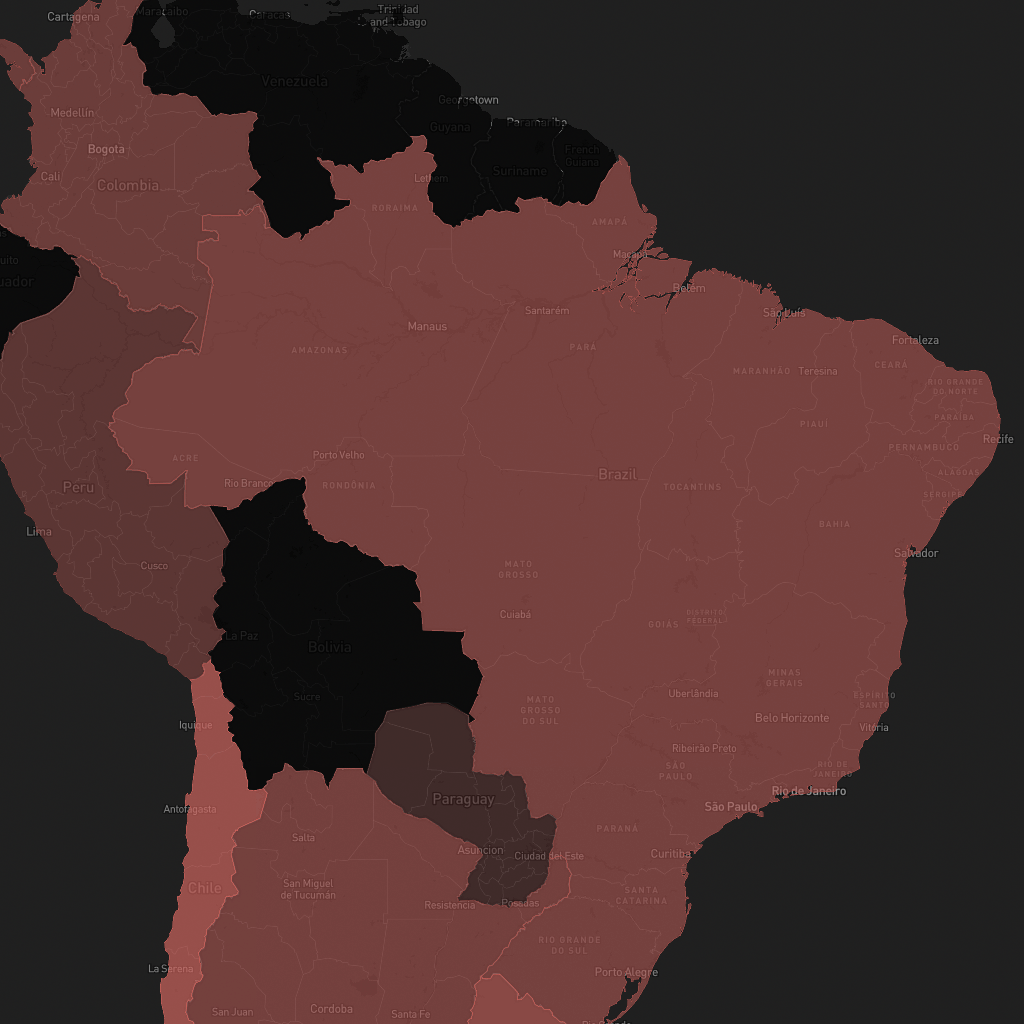 Cartagena
Maracaibo
Caracas
Trinidad
and Tobago
Venezuela
Georgetown
Medellín
Guyana
Paramaribo
Bogota
French
Guiana
Suriname
Cali
Colombia
Lethem
RORAIMA
AMAPÁ
uito
Macapá
uador
Belém
Santarém
São Luís
Manaus
Fortaleza
AMAZONAS
PARÁ
CEARÁ
MARANHÃO
Teresina
RIO GRANDE
DO NORTE
PARAÍBA
PIAUÍ
Recife
PERNAMBUCO
ACRE
Porto Velho
ALAGOAS
Brazil
Rio Branco
RONDÔNIA
Peru
TOCANTINS
SERGIPE
BAHIA
Lima
Salvador
Cusco
MATO
GROSSO
Cuiabá
DISTRITO
FEDERAL
GOIÁS
La Paz
Bolivia
MINAS
GERAIS
Sucre
Uberlândia
ESPÍRITO
SANTO
MATO
GROSSO
DO SUL
Belo Horizonte
Iquique
Vitória
Ribeirão Preto
SÃO
PAULO
RIO DE
JANEIRO
Rio de Janeiro
Paraguay
São Paulo
Antofagasta
PARANÁ
Salta
Asuncion
Ciudad del Este
Curitiba
Chile
San Miguel
de Tucumán
SANTA
CATARINA
Resistencia
Posadas
RIO GRANDE
DO SUL
La Serena
Porto Alegre
San Juan
Cordoba
Santa Fe